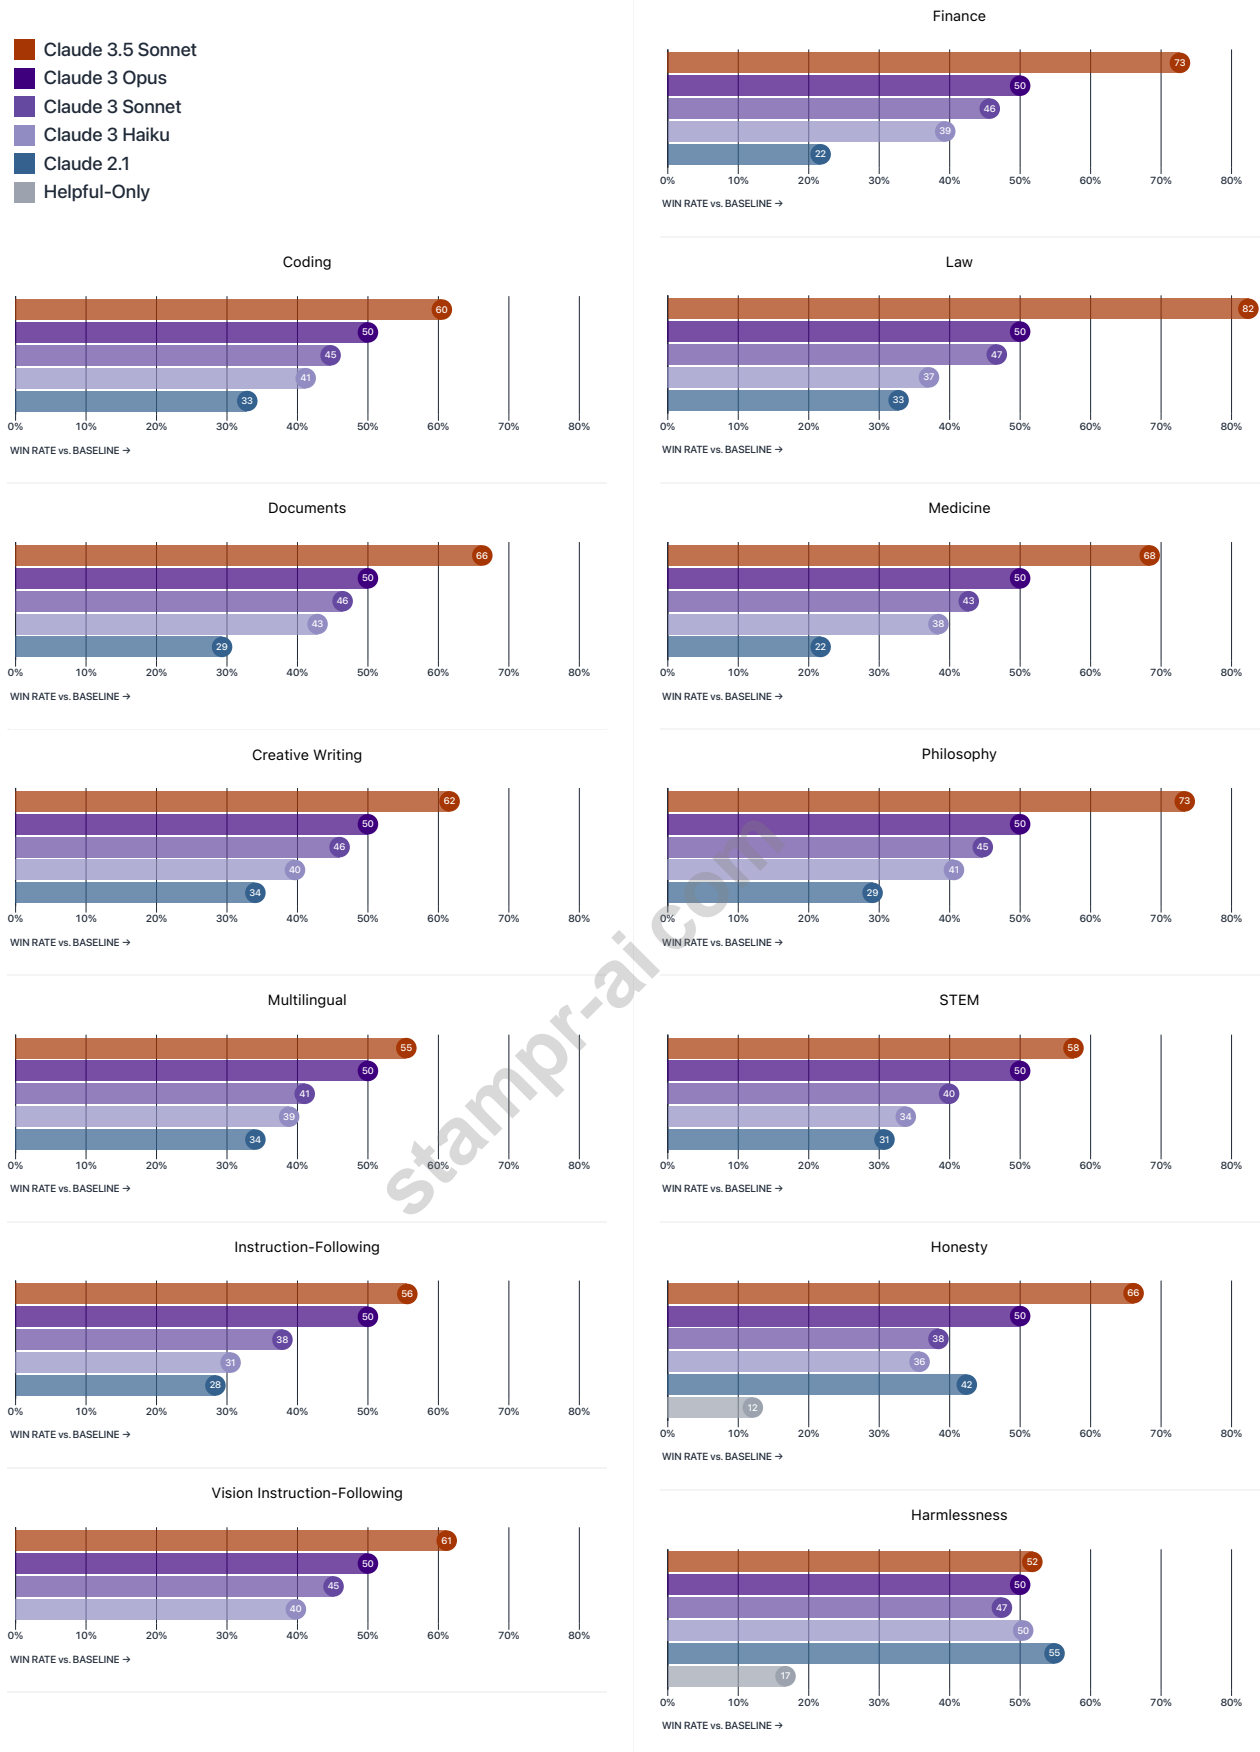 Claude 3.5 Sonnet
Claude 3 Opus
Claude 3 Sonnet
Claude 3 Haiku
Claude 2.1
Helpful-Only
Coding
60
50
45
41
33
0% 10% 20% 30% 40% 50% 60% 70% 80%
WIN RATE vs. BASELINE →
Documents
66
50
46
43
29
0% 10% 20% 30% 40% 50% 60% 70% 80%
WIN RATE vs. BASELINE →
Creative Writing
62
50
46
40
34
0% 10% 20% 30% 40% 50% 60% 70% 80%
WIN RATE vs. BASELINE →
Multilingual
55
50
41
39
34
0% 10% 20% 30% 40% 50% 60% 70% 80%
WIN RATE vs. BASELINE →
Instruction-Following
56
50
38
31
28
0% 10% 20% 30% 40% 50% 60% 70% 80%
WIN RATE vs. BASELINE →
Vision Instruction-Following
61
50
45
40
0% 10% 20% 30% 40% 50% 60% 70% 80%
WIN RATE vs. BASELINE →
Finance
73
50
46
39
22
0% 10% 20% 30% 40% 50% 60% 70% 80%
WIN RATE vs. BASELINE →
Law
82
50
47
37
33
0% 10% 20% 30% 40% 50% 60% 70% 80%
WIN RATE vs. BASELINE →
Medicine
68
50
43
38
22
0% 10% 20% 30% 40% 50% 60% 70% 80%
WIN RATE vs. BASELINE →
Philosophy
73
50
45
41
29
0% 10% 20% 30% 40% 50% 60% 70% 80%
WIN RATE vs. BASELINE →
STEM
58
50
40
34
31
0% 10% 20% 30% 40% 50% 60% 70% 80%
WIN RATE vs. BASELINE →
Honesty
66
50
38
36
42
12
0% 10% 20% 30% 40% 50% 60% 70% 80%
WIN RATE vs. BASELINE →
Harmlessness
52
50
47
50
55
17
0% 10% 20% 30% 40% 50% 60% 70% 80%
WIN RATE vs. BASELINE →
stampr-ai.com